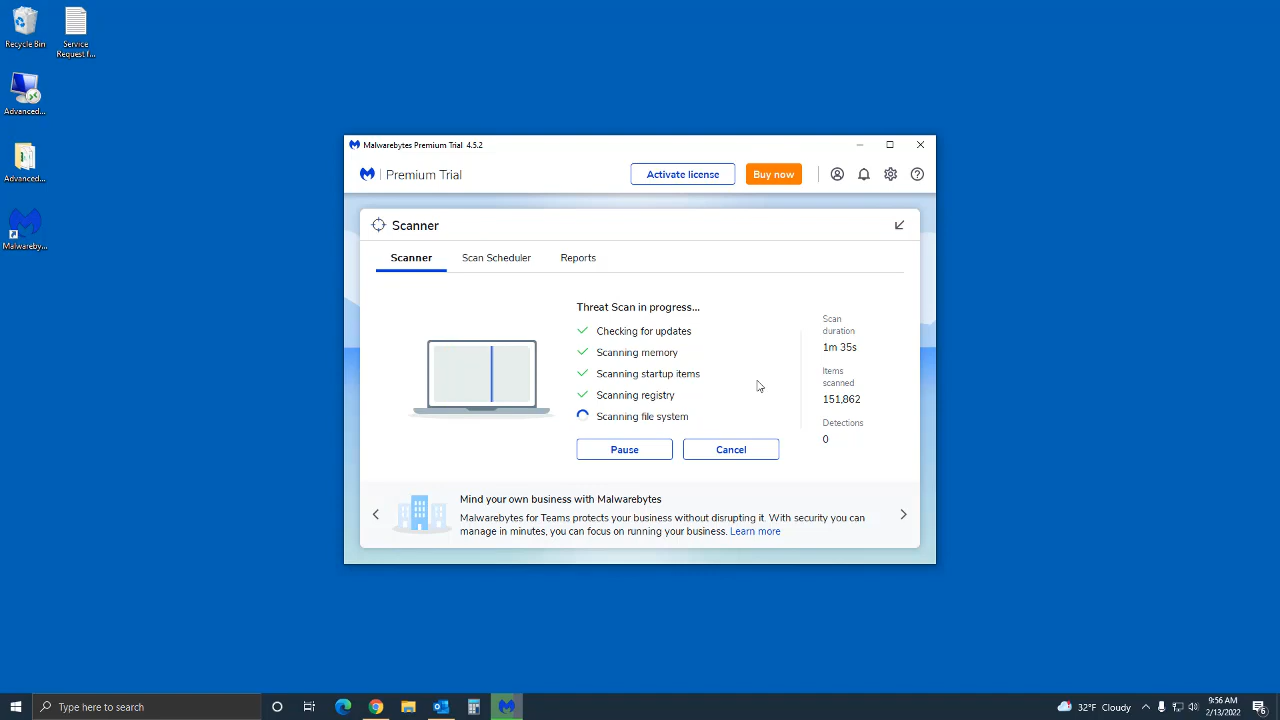 Recycle Bin
Service
Request f...
Advanced...
Advanced...
Malwareby...
Malwarebytes Premium Trial 4.5.2
Premium Trial
Activate license
Buy now
Scanner
Scanner
Scan Scheduler
Reports
Threat Scan in progress...
Checking for updates
Scanning memory
Scanning startup items
Scanning registry
Scanning file system
Pause
Cancel
Scan
duration
1m 35s
Items
scanned
151,862
Detections
0
Mind your own business with Malwarebytes
Malwarebytes for Teams protects your business without disrupting it. With security you can
manage in minutes, you can focus on running your business. Learn more
Type here to search
32°F Cloudy
9:56 AM
2/13/2022
6